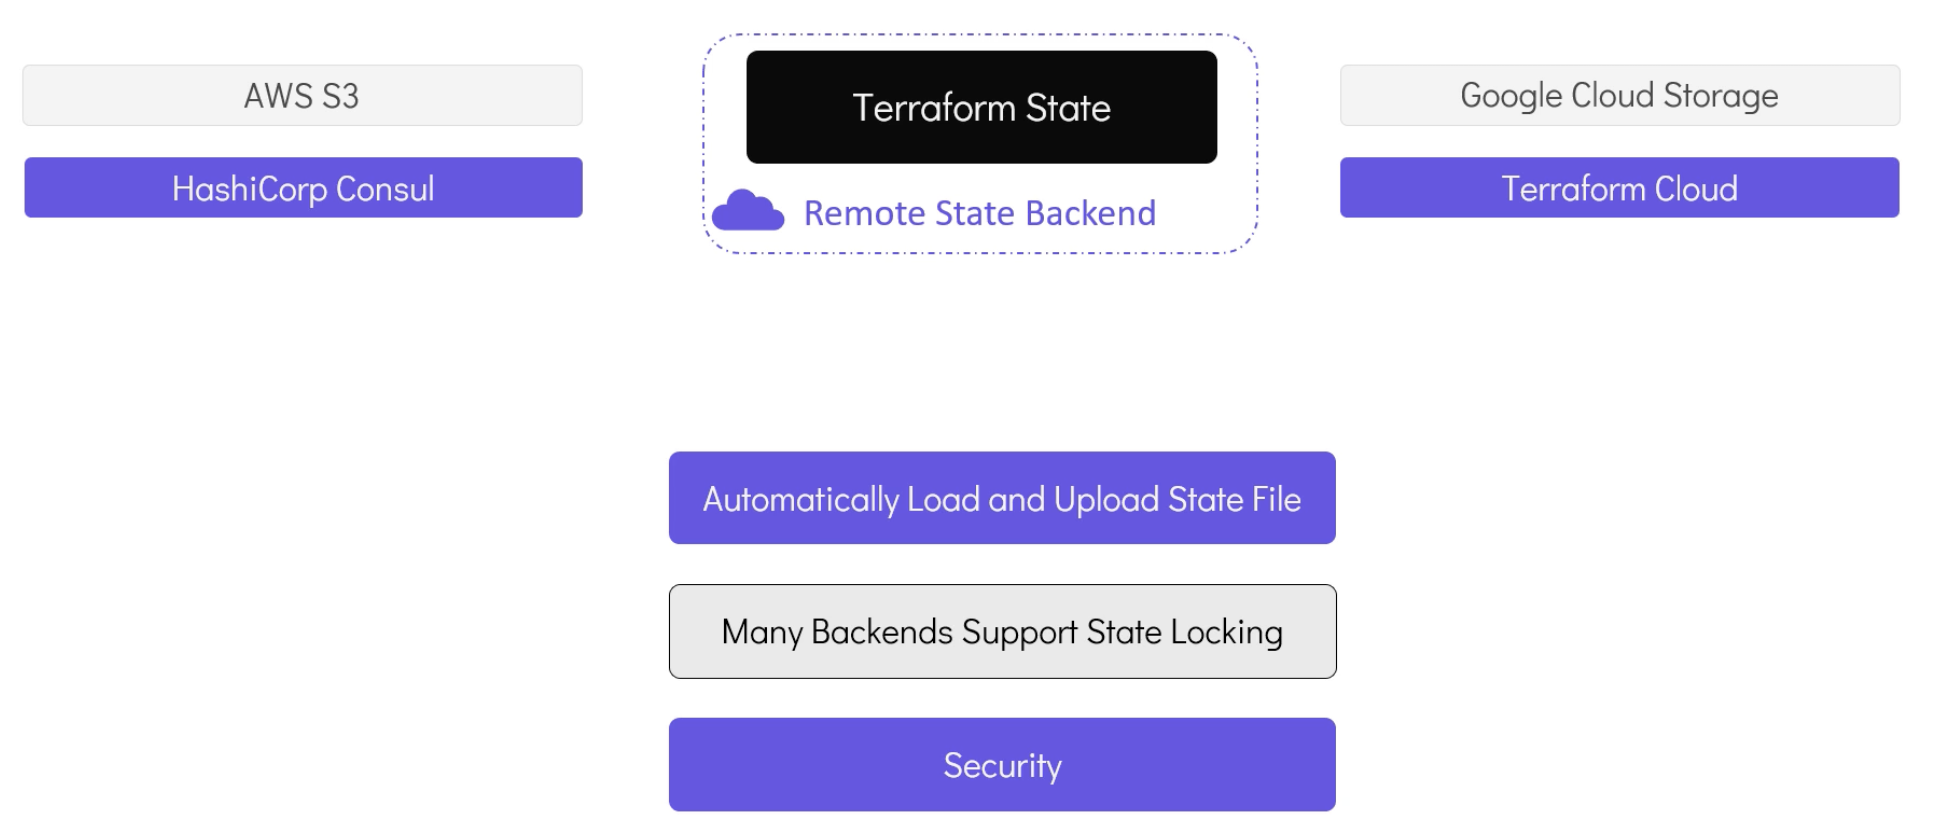 AWS S3
HashiCorp Consul
Terraform State
Remote State Backend
Google Cloud Storage
Terraform Cloud
Automatically Load and Upload State File
Many Backends Support State Locking
Security